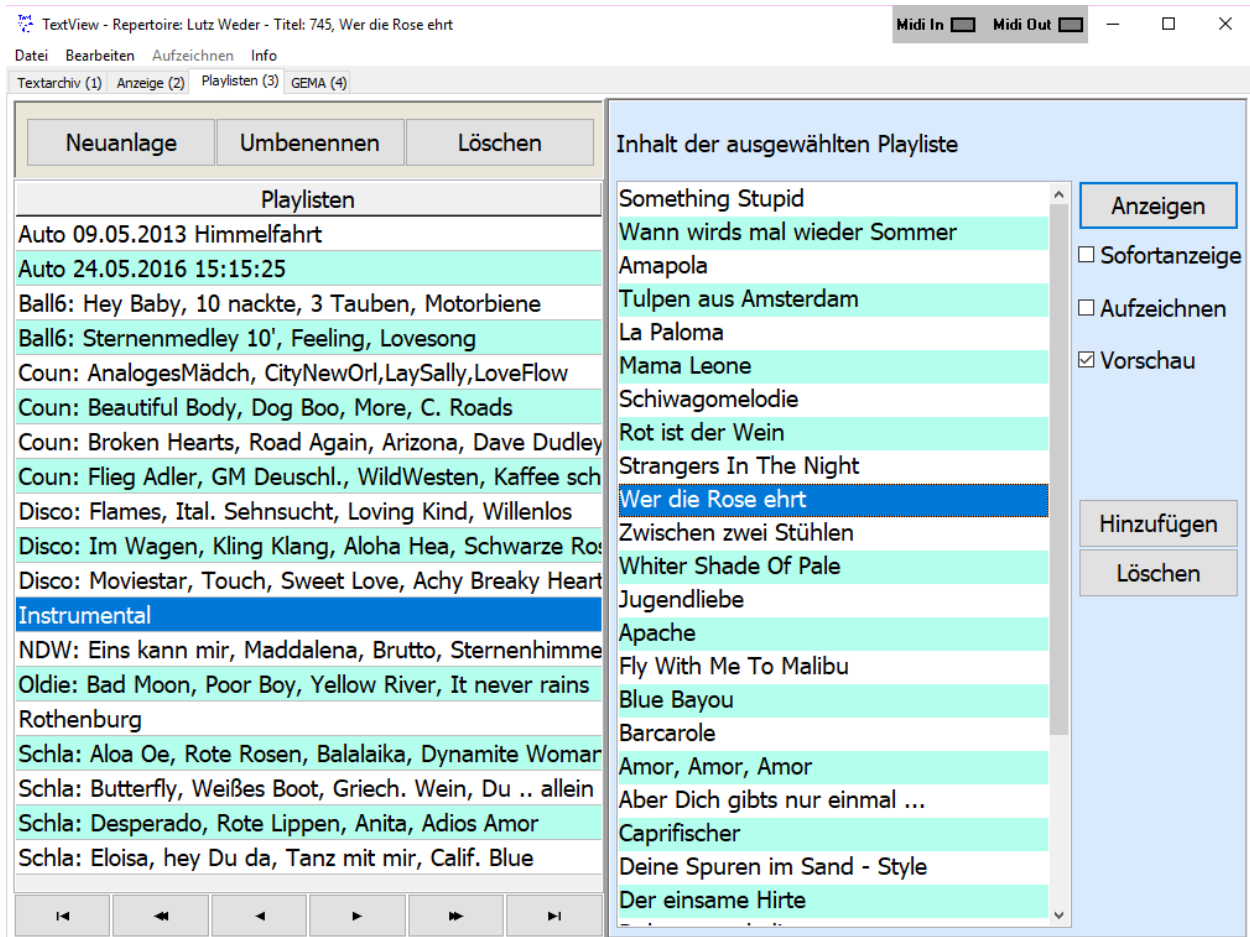 TextView - Repertoire: Lutz Weder - Titel: 745, Wer die Rose ehrt
Midi In Midi Out
Datei Bearbeiten Aufzeichnen Info
Textarchiv (1) Anzeige (2) Playlisten (3) GEMA (4)
Neuanlage Umbenennen Löschen
Playlisten
Auto 09.05.2013 Himmelfahrt
Auto 24.05.2016 15:15:25
Ball6: Hey Baby, 10 nackte, 3 Tauben, Motorbiene
Ball6: Sternenmedley 10', Feeling, Lovesong
Coun: AnalogesMädch, CityNewOrl,LaySally,LoveFlow
Coun: Beautiful Body, Dog Boo, More, C. Roads
Coun: Broken Hearts, Road Again, Arizona, Dave Dudley
Coun: Flieg Adler, GM Deuschl., WildWesten, Kaffee sch
Disco: Flames, Ital. Sehnsucht, Loving Kind, Willenlos
Disco: Im Wagen, Kling Klang, Aloha Hea, Schwarze Ros
Disco: Moviestar, Touch, Sweet Love, Achy Breaky Heart
Instrumental
NDW: Eins kann mir, Maddalena, Brutto, Sternenhimme
Oldie: Bad Moon, Poor Boy, Yellow River, It never rains
Rothenburg
Schla: Aloa Oe, Rote Rosen, Balalaika, Dynamite Woman
Schla: Butterfly, Weißes Boot, Griech. Wein, Du .. allein
Schla: Desperado, Rote Lippen, Anita, Adios Amor
Schla: Eloisa, hey Du da, Tanz mit mir, Calif. Blue
Inhalt der ausgewählten Playliste
Something Stupid
Wann wirds mal wieder Sommer
Amapola
Tulpen aus Amsterdam
La Paloma
Mama Leone
Schiwagomelodie
Rot ist der Wein
Strangers In The Night
Wer die Rose ehrt
Zwischen zwei Stühlen
Whiter Shade Of Pale
Jugendliebe
Apache
Fly With Me To Malibu
Blue Bayou
Barcarole
Amor, Amor, Amor
Aber Dich gibts nur einmal ...
Caprifischer
Deine Spuren im Sand - Style
Der einsame Hirte
Anzeigen
Sofortanzeige
Aufzeichnen
Vorschau
Hinzufügen
Löschen